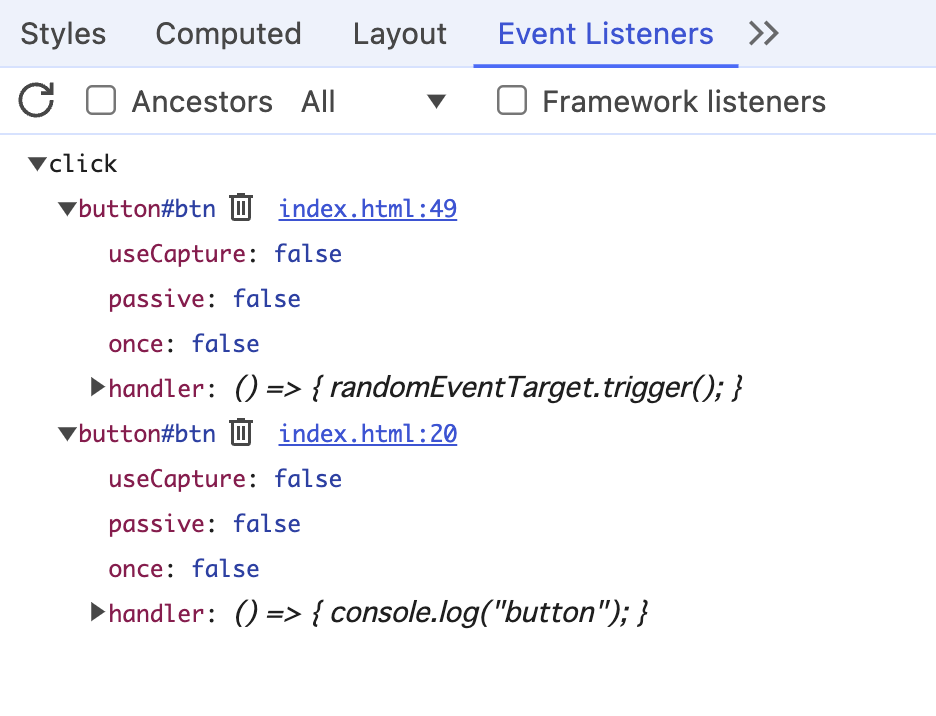 Styles Computed Layout Event Listeners
Ancestors All Framework listeners
click
button#btn index.html:49
useCapture: false
passive: false
once: false
handler: () => { randomEventTarget.trigger(); }
button#btn index.html:20
useCapture: false
passive: false
once: false
handler: () => { console.log("button"); }